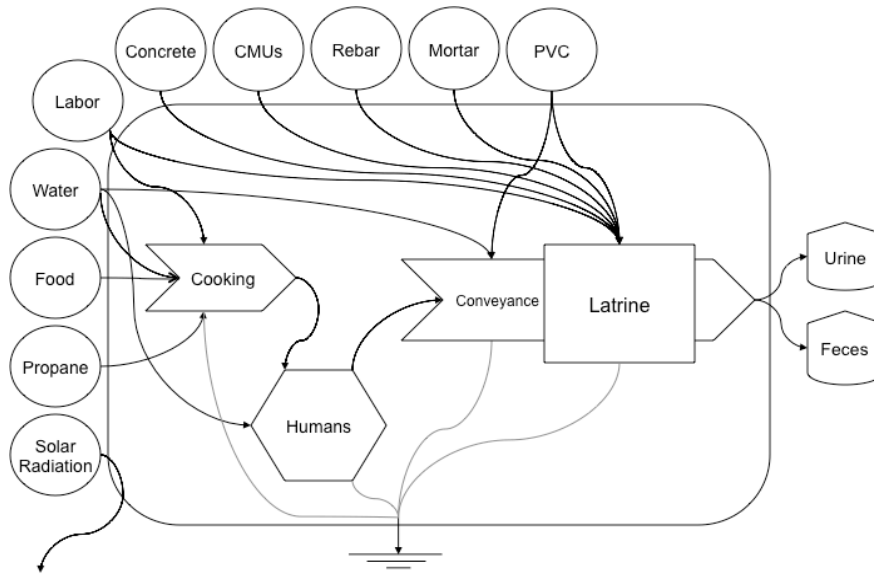 Concrete
CMUs
Rebar
Mortar
PVC
Labor
Water
Food
Propane
Solar
Radiation
Cooking
Humans
Conveyance
Latrine
Urine
Feces